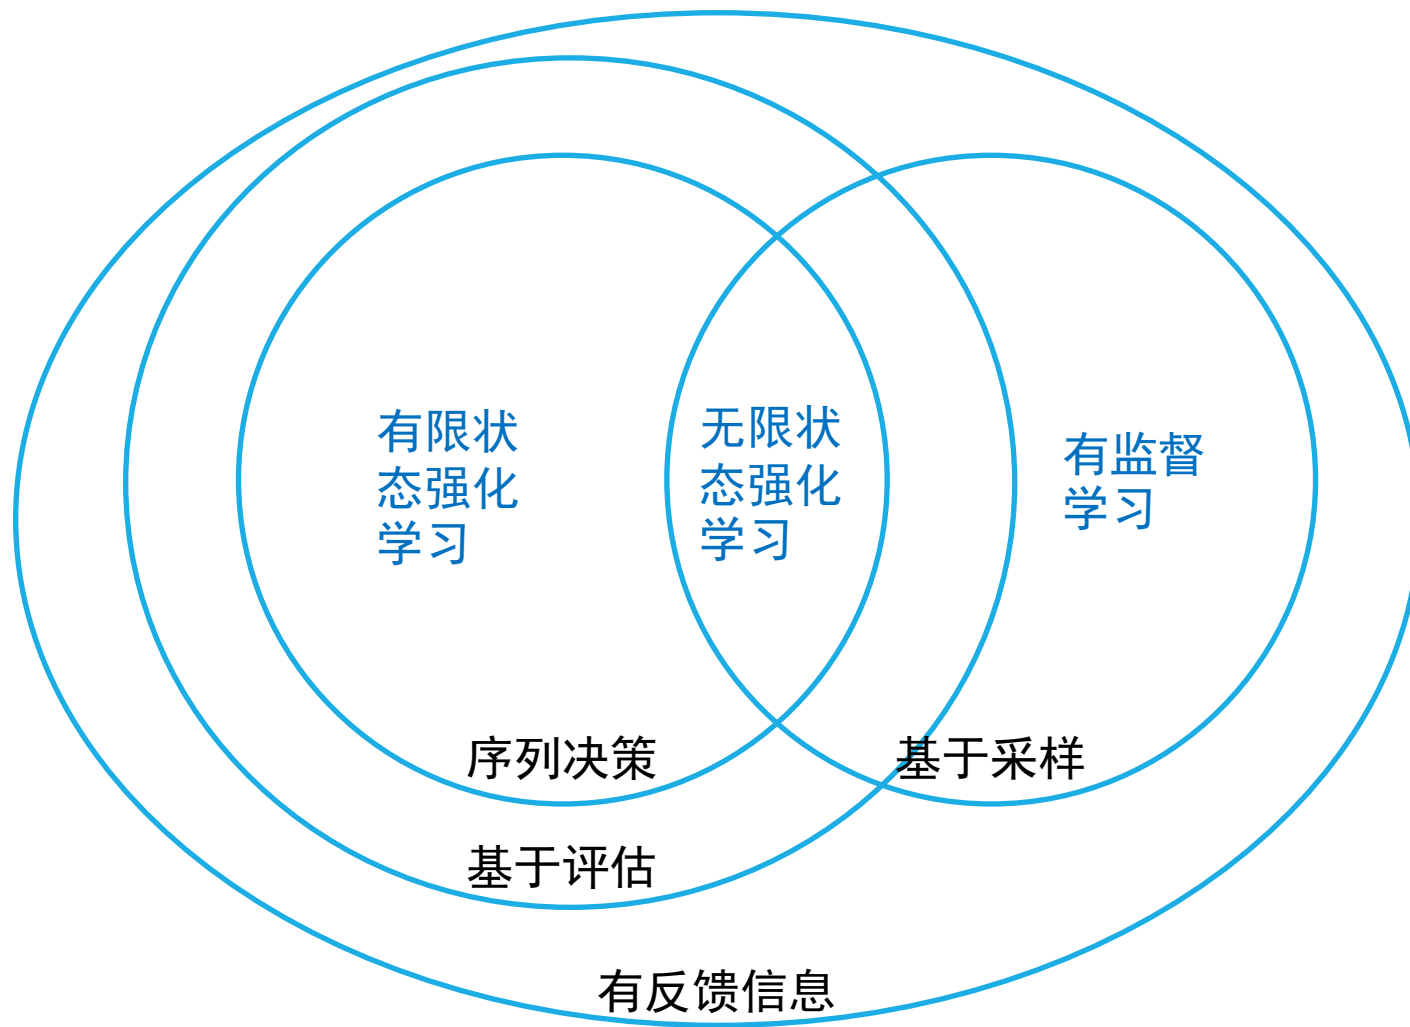 有限状
态强化
学习
无限状
态强化
学习
有监督
学习
序列决策
基于采样
基于评估
有反馈信息